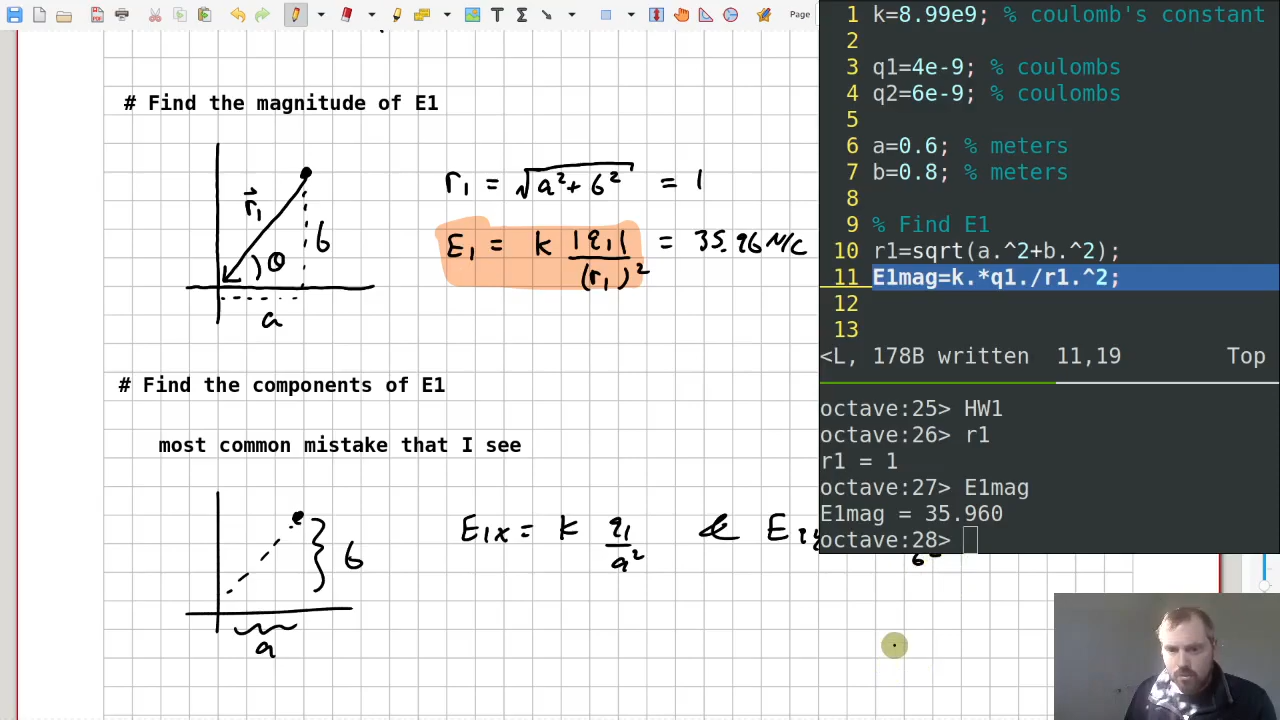 Page
# Find the magnitude of E1
r1
b
θ
a
r1 = √a²+b² = 1
E1 = k |q1| / (r1)² = 35.96 N/C
# Find the components of E1
most common mistake that I see
b
a
E1x = k q1 / a² & E
1 k=8.99e9; % coulomb's constant
2
3 q1=4e-9; % coulombs
4 q2=6e-9; % coulombs
5
6 a=0.6; % meters
7 b=0.8; % meters
8
9 % Find E1
10 r1=sqrt(a.^2+b.^2);
11 E1mag=k.*q1./r1.^2;
12
13
<L, 178B written 11,19 Top
octave:25> HW1
octave:26> r1
r1 = 1
octave:27> E1mag
E1mag = 35.960
octave:28>